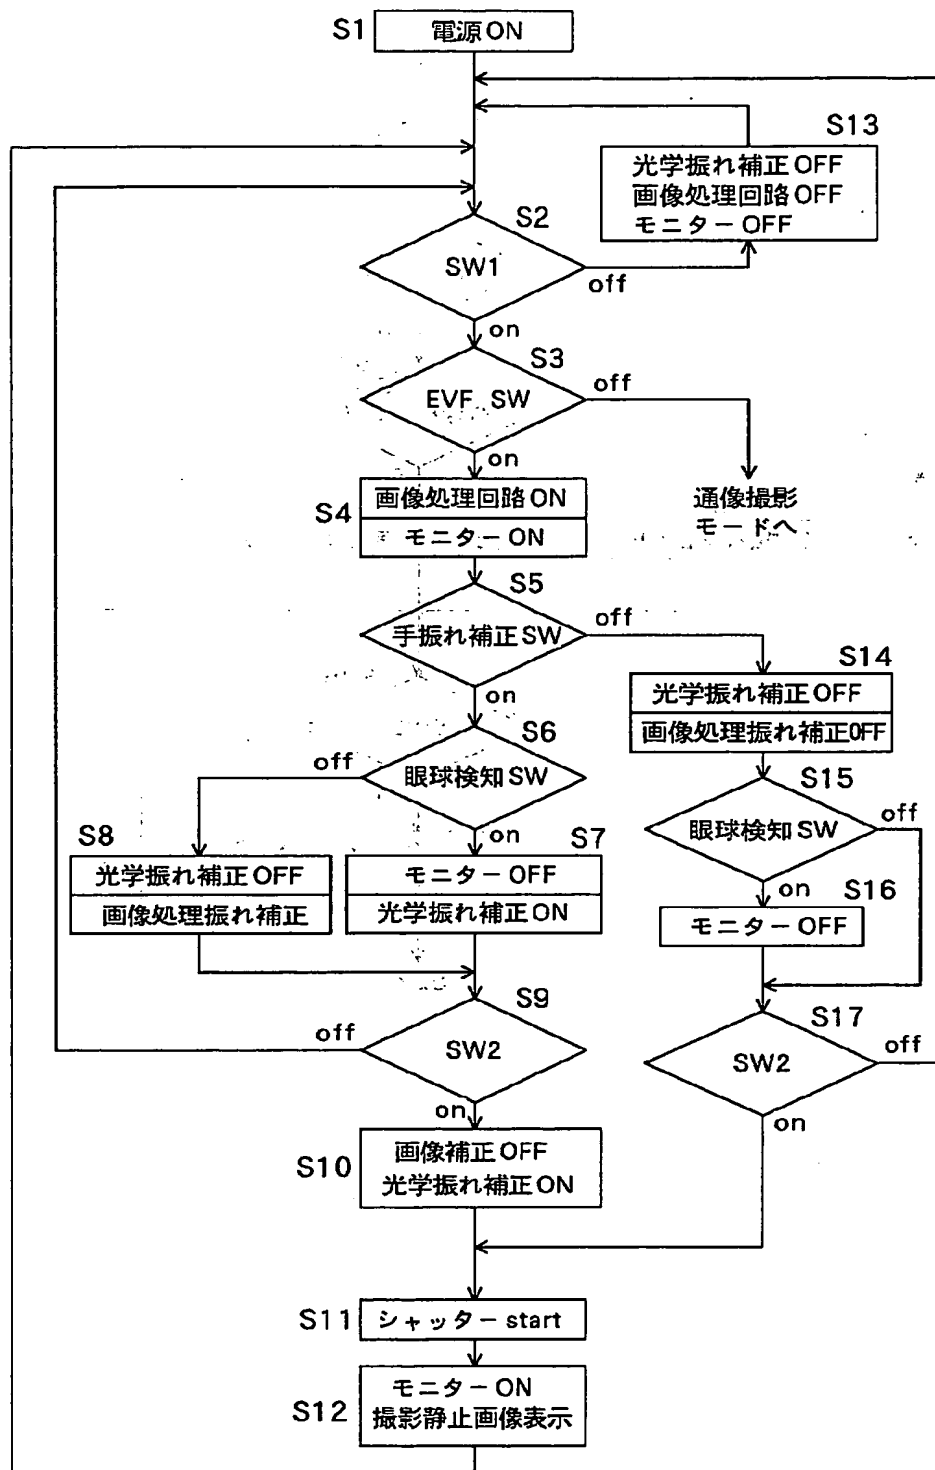 S1
電源ON
S13
光学振れ補正OFF
画像処理回路OFF
モニターOFF
S2
SW1
off
on
S3
EVF SW
off
on
S4
画像処理回路ON
モニターON
通像撮影
モードへ
S5
手振れ補正SW
off
on
S14
光学振れ補正OFF
画像処理振れ補正OFF
S6
眼球検知SW
off
on
S15
眼球検知SW
off
on
S8
光学振れ補正OFF
画像処理振れ補正
S7
モニターOFF
光学振れ補正ON
S16
モニターOFF
S9
SW2
off
on
S17
SW2
off
on
S10
画像補正OFF
光学振れ補正ON
S11
シャッターstart
S12
モニターON
撮影静止画像表示